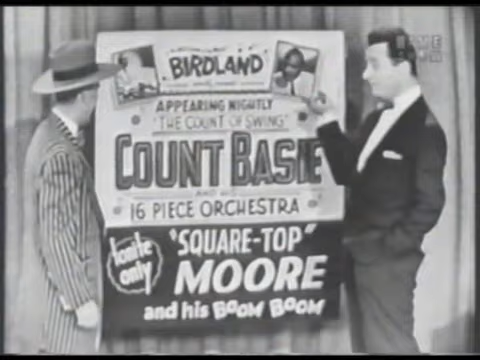 BIRDLAND
APPEARING NIGHTLY
"THE COUNT OF SWING"
COUNT BASIE
AND HIS
16 PIECE ORCHESTRA
Tonite only
"SQUARE-TOP"
MOORE
and his BOOM BOOM